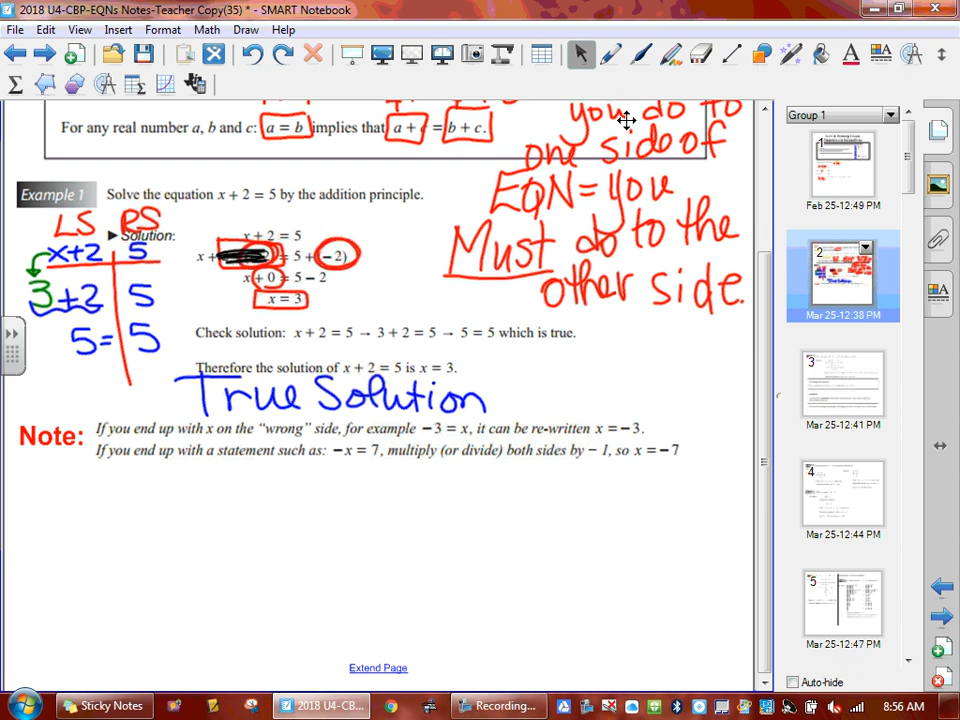 2018 U4-CBP-EQNs Notes-Teacher Copy(35) * - SMART Notebook
File Edit View Insert Format Math Draw Help
you do to
For any real number a, b and c: a = b implies that a + c = b + c.
one side of
EQN = you
Must do to the
other side.
Example 1 Solve the equation x + 2 = 5 by the addition principle.
LS RS
Solution: x + 2 = 5
x+2 5
x + = 5 + (– 2)
x + 0 = 5 – 2
3+2 5
x = 3
5 = 5
Check solution: x + 2 = 5 → 3 + 2 = 5 → 5 = 5 which is true.
Therefore the solution of x + 2 = 5 is x = 3.
True Solution
Note: If you end up with x on the “wrong” side, for example –3 = x, it can be re-written x = –3.
If you end up with a statement such as: –x = 7, multiply (or divide) both sides by – 1, so x = –7
Extend Page
Group 1
1
Feb 25-12:49 PM
2
Mar 25-12:38 PM
3
Mar 25-12:41 PM
4
Mar 25-12:44 PM
5
Mar 25-12:47 PM
Auto-hide
Sticky Notes
2018 U4-CB...
Recording...
8:56 AM